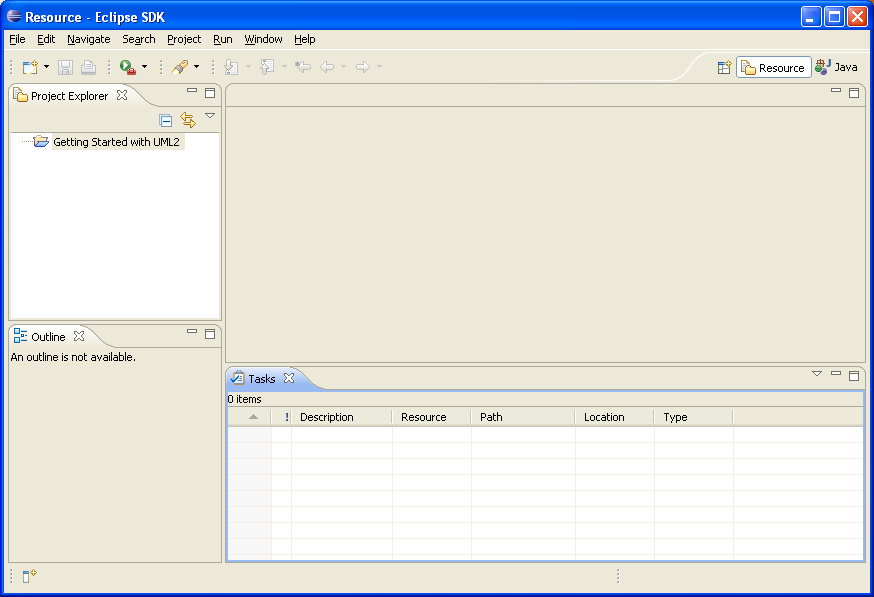 Resource - Eclipse SDK
File Edit Navigate Search Project Run Window Help
Resource Java
Project Explorer
Getting Started with UML2
Outline
An outline is not available.
Tasks
0 items
! Description Resource Path Location Type